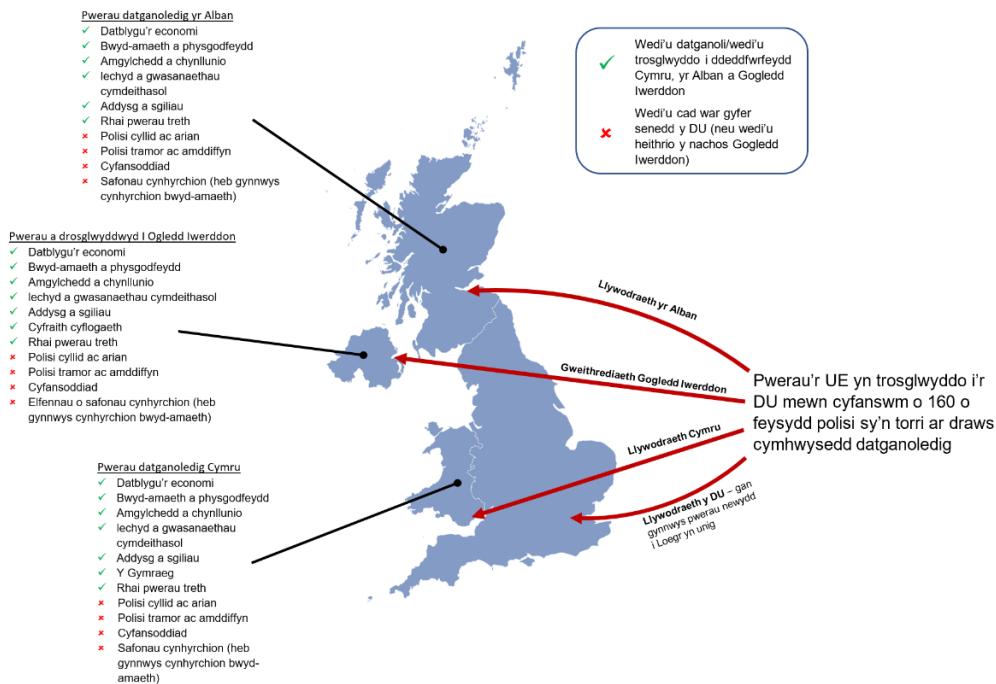 Pwerau datganoledig yr Alban
✓ Datblygu'r economi
✓ Bwyd-amaeth a physgodfeydd
✓ Amgylchedd a chynllunio
✓ Iechyd a gwasanaethau
cymdeithasol
✓ Addysg a sgiliau
✓ Rhai pwerau treth
✘ Polisi cyllid ac arian
✘ Polisi tramor ac amddiffyn
✘ Cyfansoddiad
✘ Safonau cynhyrchion (heb gynnwys
cynhyrchion bwyd-amaeth)
Pwerau a drosglwyddwyd I Ogledd Iwerddon
✓ Datblygu'r economi
✓ Bwyd-amaeth a physgodfeydd
✓ Amgylchedd a chynllunio
✓ Iechyd a gwasanaethau cymdeithasol
✓ Addysg a sgiliau
✓ Cyfraith cyflogaeth
✓ Rhai pwerau treth
✘ Polisi cyllid ac arian
✘ Polisi tramor ac amddiffyn
✘ Cyfansoddiad
✘ Elfennau o safonau cynhyrchion (heb
gynnwys cynhyrchion bwyd-amaeth)
Pwerau datganoledig Cymru
✓ Datblygu'r economi
✓ Bwyd-amaeth a physgodfeydd
✓ Amgylchedd a chynllunio
✓ Iechyd a gwasanaethau
cymdeithasol
✓ Addysg a sgiliau
✓ Y Gymraeg
✓ Rhai pwerau treth
✘ Polisi cyllid ac arian
✘ Polisi tramor ac amddiffyn
✘ Cyfansoddiad
✘ Safonau cynhyrchion (heb
gynnwys cynhyrchion bwyd-
amaeth)
✓ Wedi'u datganoli/wedi'u
trosglwyddo i ddeddfwrfeydd
Cymru, yr Alban a Gogledd
Iwerddon
✘ Wedi'u cad war gyfer
senedd y DU (neu wedi'u
heithrio y nachos Gogledd
Iwerddon)
Llywodraeth yr Alban
Gweithrediaeth Gogledd Iwerddon
Llywodraeth Cymru
Llywodraeth y DU – gan
gynnwys pwerau newydd
i Loegr yn unig
Pwerau'r UE yn trosglwyddo i'r
DU mewn cyfanswm o 160 o
feysydd polisi sy'n torri ar draws
cymhwysedd datganoledig